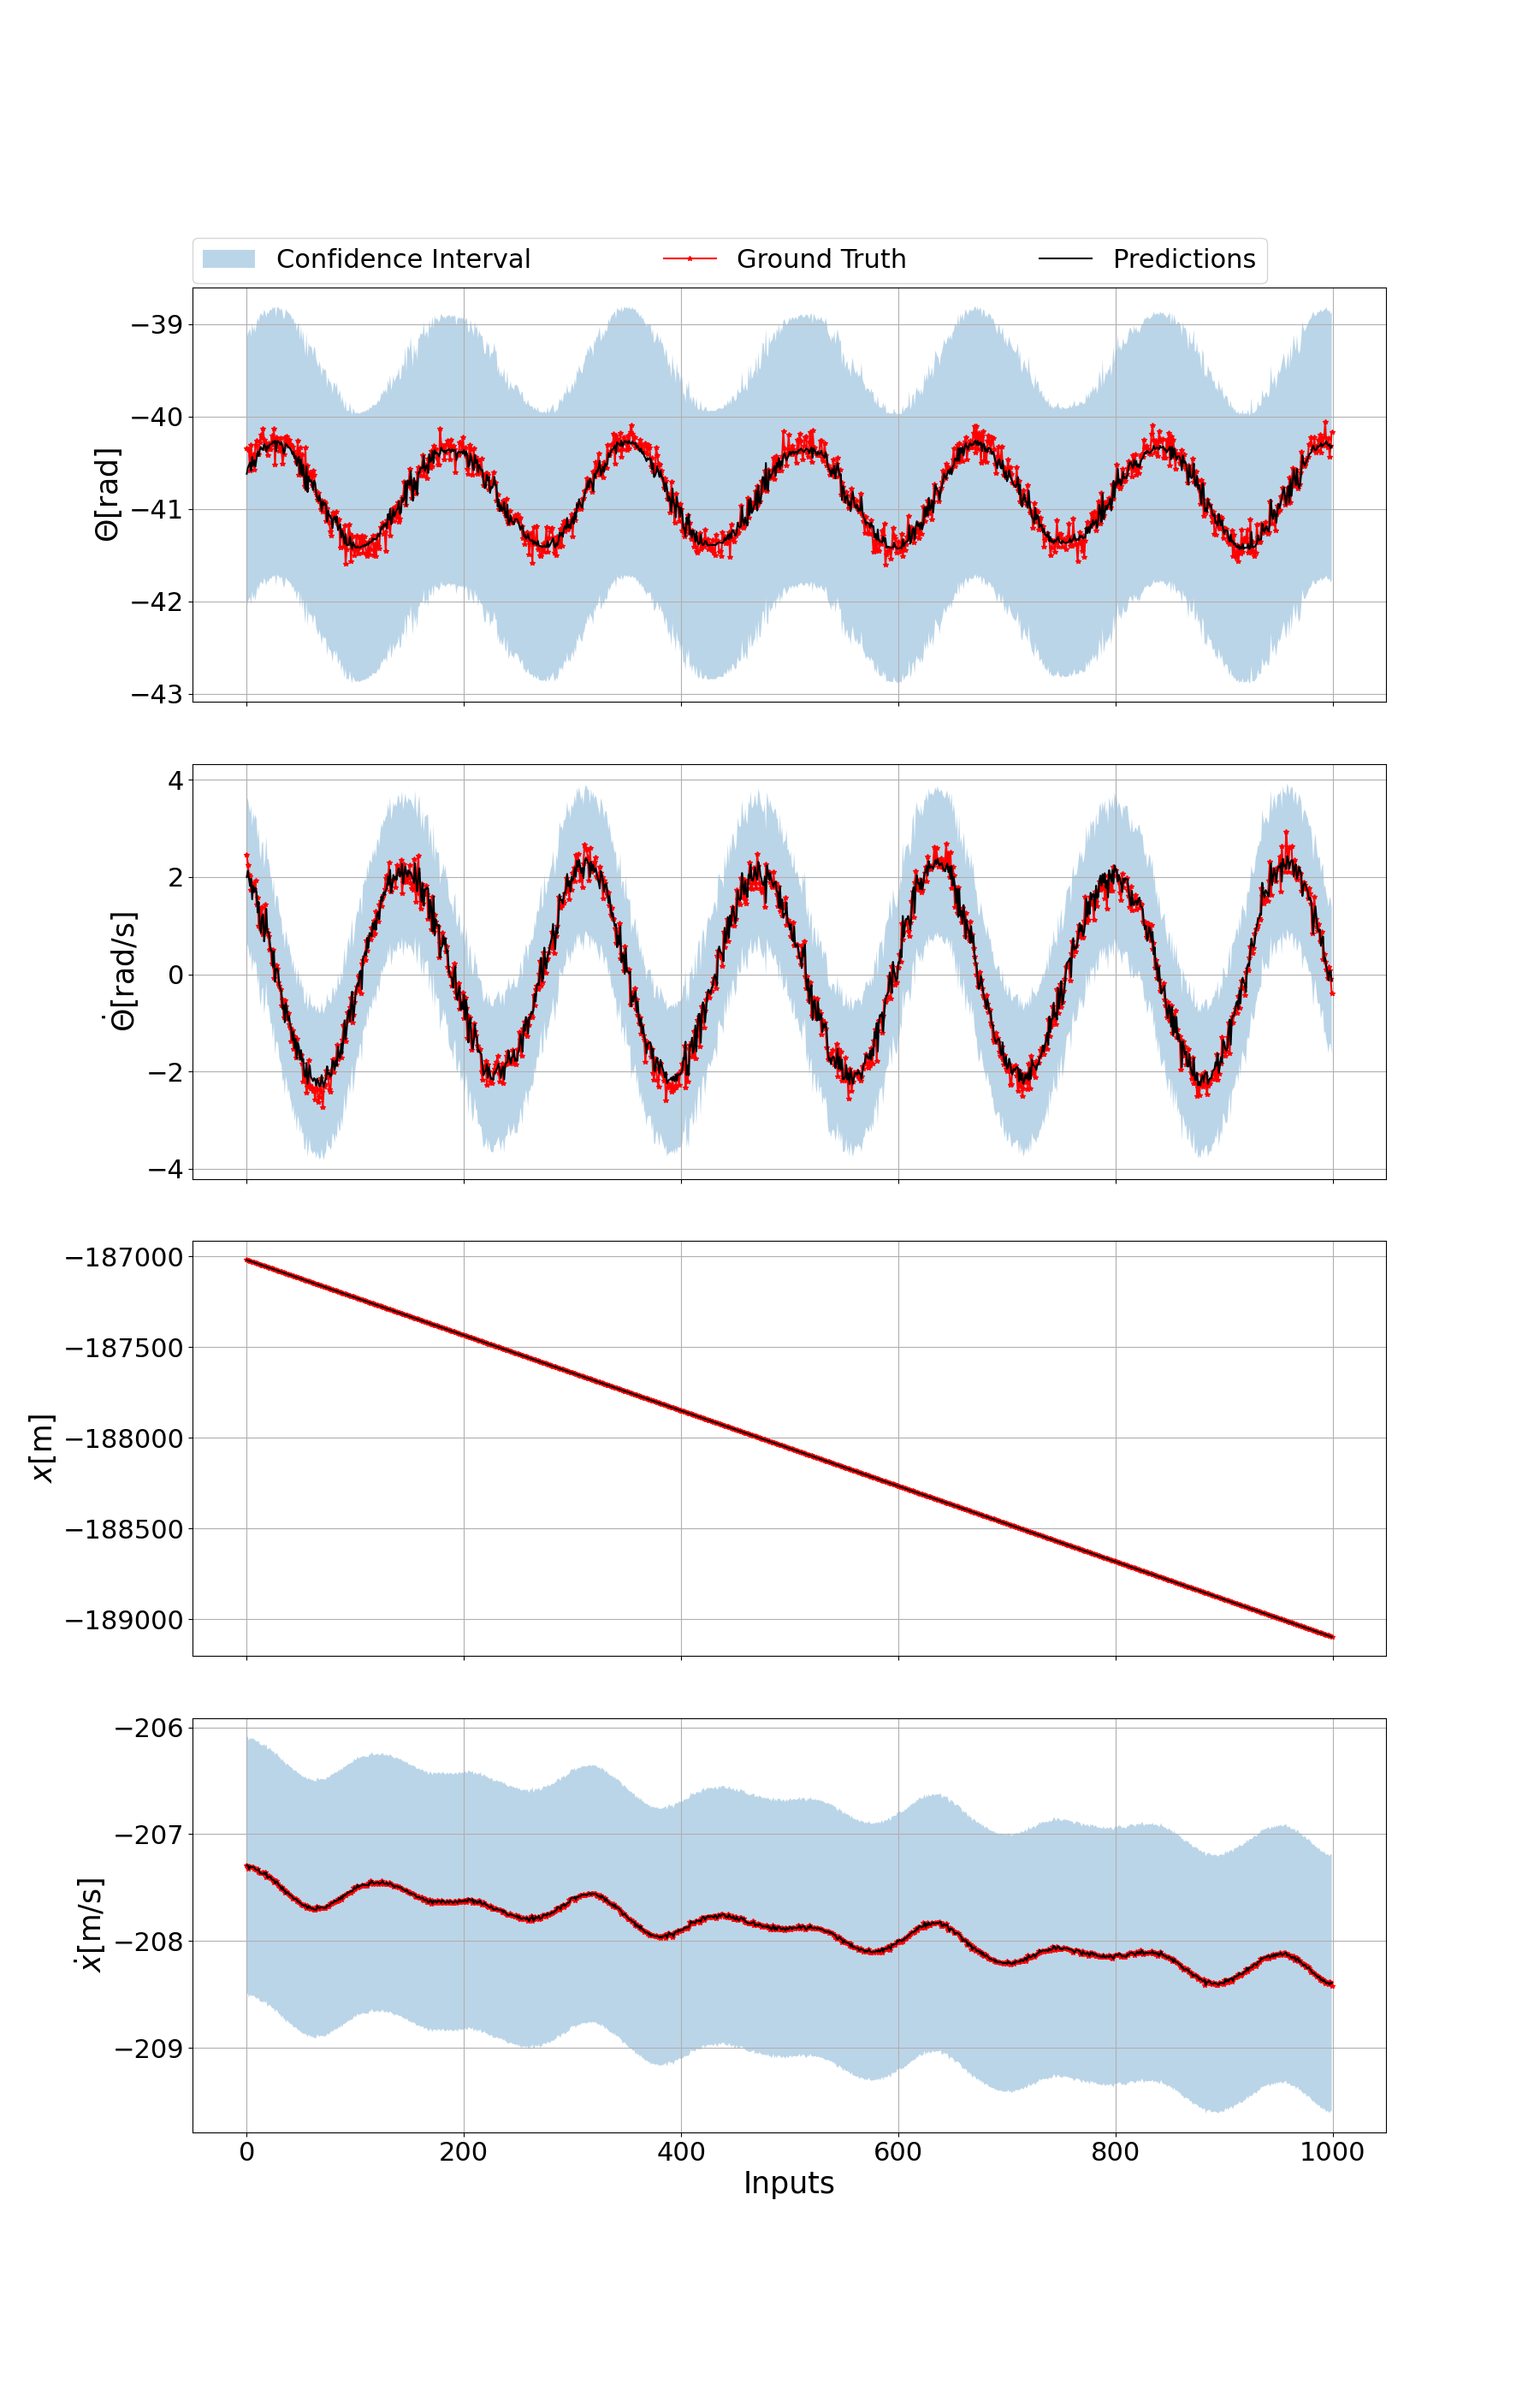 Confidence Interval Ground Truth Predictions
−39
−40
−41
−42
−43
Θ[rad]
4
2
0
−2
−4
Θ̇[rad/s]
−187000
−187500
−188000
−188500
−189000
x[m]
−206
−207
−208
−209
ẋ[m/s]
0 200 400 600 800 1000
Inputs